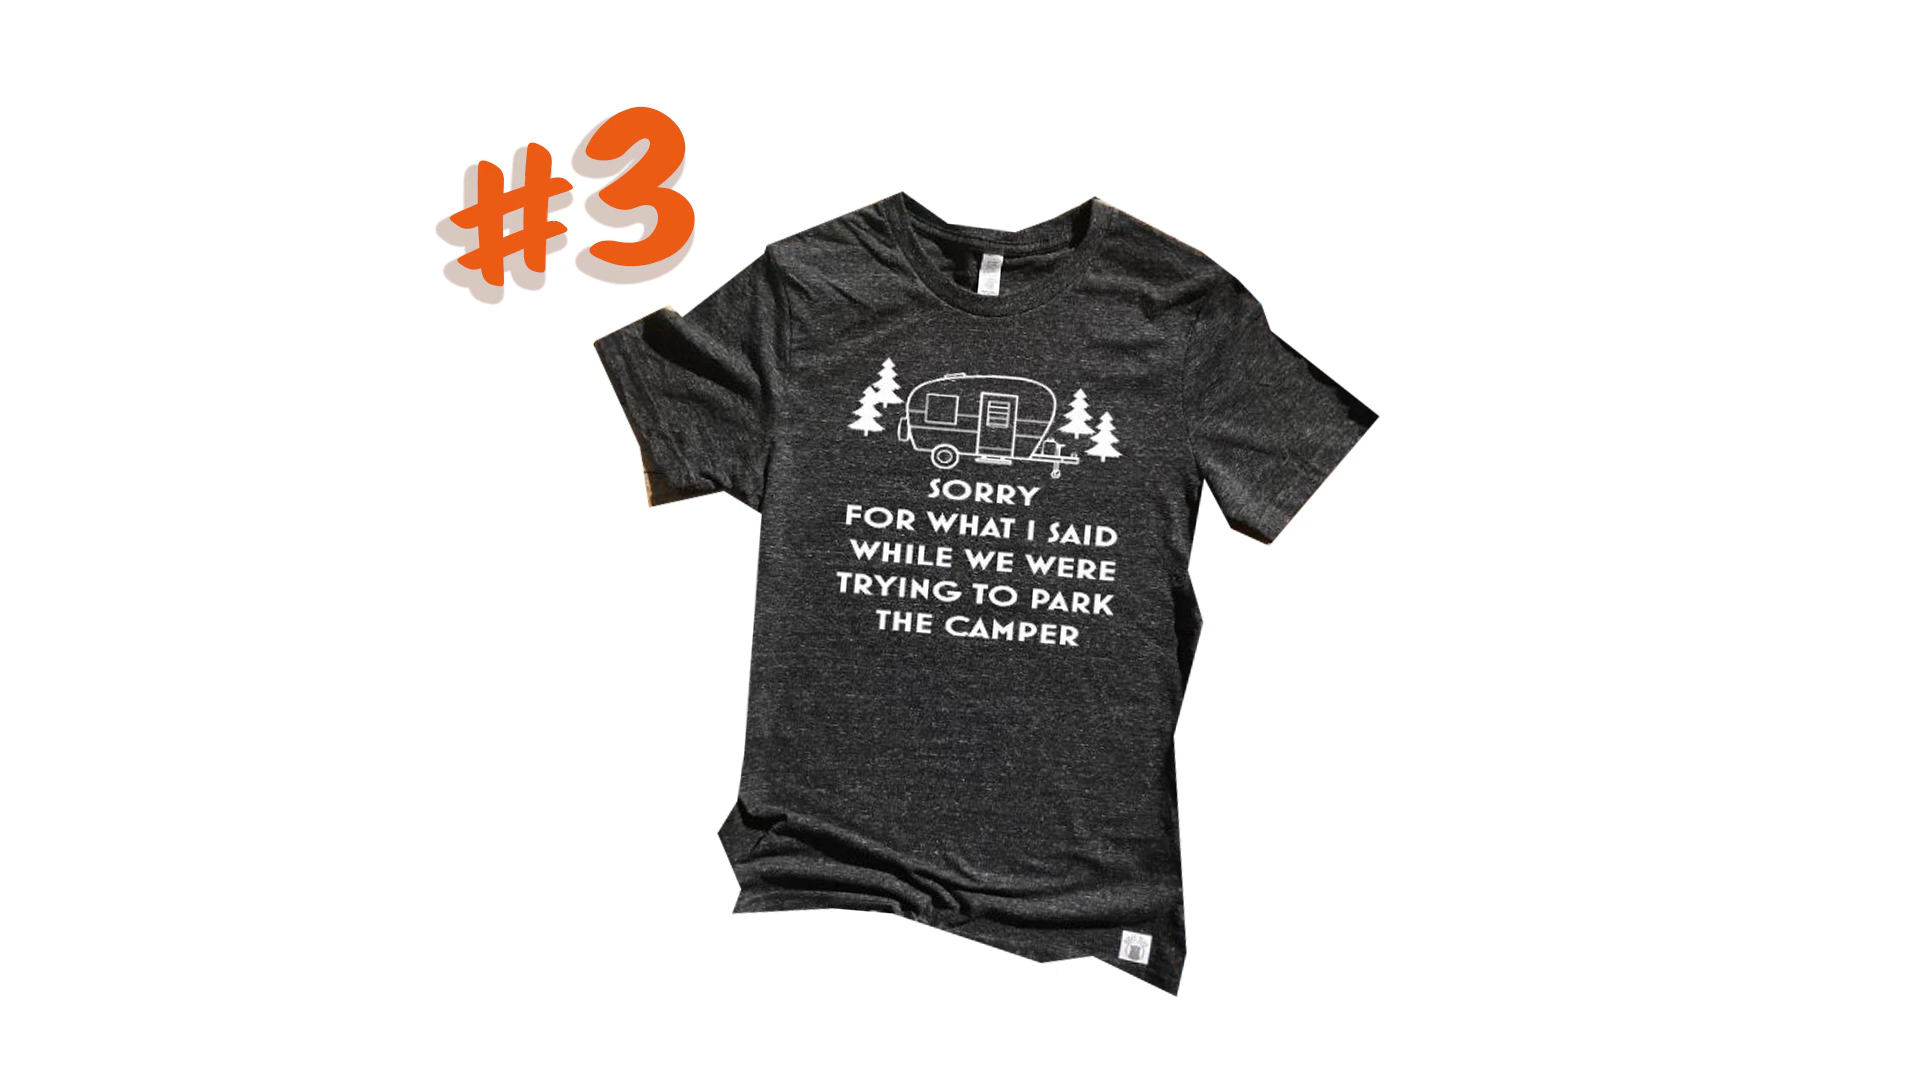 #3
SORRY
FOR WHAT I SAID
WHILE WE WERE
TRYING TO PARK
THE CAMPER